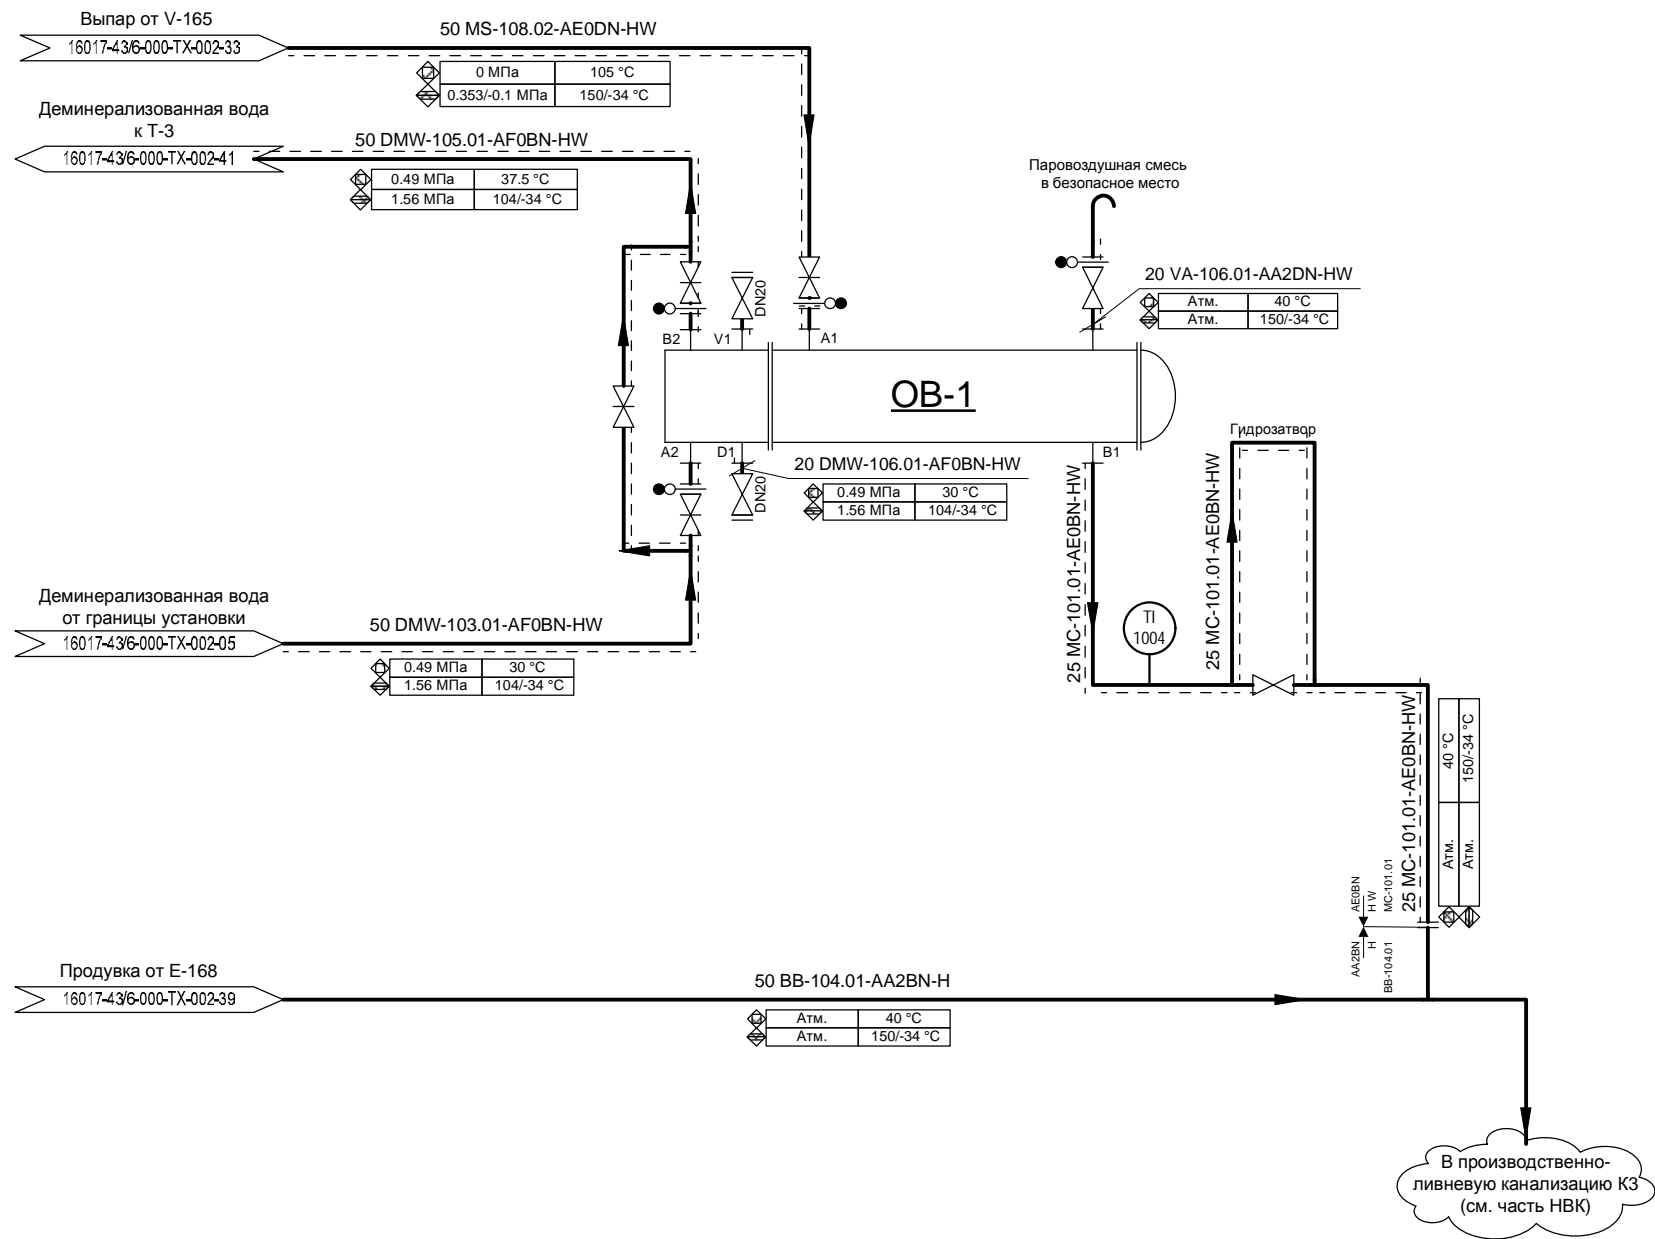 Выпар от V-165
16017-43/6-000-ТХ-002-33
50 MS-108.02-AE0DN-HW
0 МПа
105 °C
0.353/-0.1 МПа
150/-34 °C
Деминерализованная вода
к Т-3
16017-43/6-000-ТХ-002-41
50 DMW-105.01-AF0BN-HW
0.49 МПа
37.5 °C
1.56 МПа
104/-34 °C
Паровоздушная смесь
в безопасное место
20 VA-106.01-AA2DN-HW
Атм.
40 °C
Атм.
150/-34 °C
DN20
B2
V1
A1
ОВ-1
A2
D1
B1
DN20
20 DMW-106.01-AF0BN-HW
0.49 МПа
30 °C
1.56 МПа
104/-34 °C
Гидрозатвор
25 MC-101.01-AE0BN-HW
25 MC-101.01-AE0BN-HW
TI
1004
Деминерализованная вода
от границы установки
16017-43/6-000-ТХ-002-05
50 DMW-103.01-AF0BN-HW
0.49 МПа
30 °C
1.56 МПа
104/-34 °C
25 MC-101.01-AE0BN-HW
Атм.
40 °C
Атм.
150/-34 °C
AA2BN
AE0BN
H
H W
BB-104.01
MC-101.01
Продувка от Е-168
16017-43/6-000-ТХ-002-39
50 BB-104.01-AA2BN-H
Атм.
40 °C
Атм.
150/-34 °C
В производственно-
ливневую канализацию К3
(см. часть НВК)